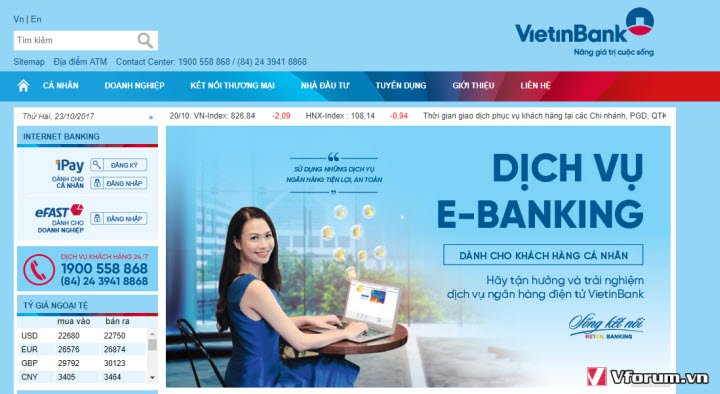 Vn | En
Tìm kiếm
Sitemap Địa điểm ATM Contact Center: 1900 558 868 / (84) 24 3941 8868
VietinBank
Nâng giá trị cuộc sống
CÁ NHÂN DOANH NGHIỆP KẾT NỐI THƯƠNG MẠI NHÀ ĐẦU TƯ TUYỂN DỤNG GIỚI THIỆU LIÊN HỆ
Thứ Hai, 23/10/2017 »
20/10: VN-Index: 826,84 -2,09 HNX-Index : 108,14 -0.94 Thời gian giao dịch phục vụ khách hàng tại các Chi nhánh, PGD, QTK
INTERNET BANKING
iPay
DÀNH CHO
CÁ NHÂN
ĐĂNG KÝ
ĐĂNG NHẬP
eFAST
DÀNH CHO
DOANH NGHIỆP
ĐĂNG NHẬP
DỊCH VỤ KHÁCH HÀNG 24/7
1900 558 868
(84) 24 3941 8868
TỶ GIÁ NGOẠI TỆ
mua vào bán ra
USD 22680 22750
EUR 26576 26874
GBP 29792 30123
CNY 3405 3464
SỬ DỤNG NHỮNG DỊCH VỤ
NGÂN HÀNG TIỆN LỢI, AN TOÀN
DỊCH VỤ
E-BANKING
DÀNH CHO KHÁCH HÀNG CÁ NHÂN
Hãy tận hưởng và trải nghiệm
dịch vụ ngân hàng điện tử VietinBank
Sống kết nối
RETAIL BANKING
Vforum.vn